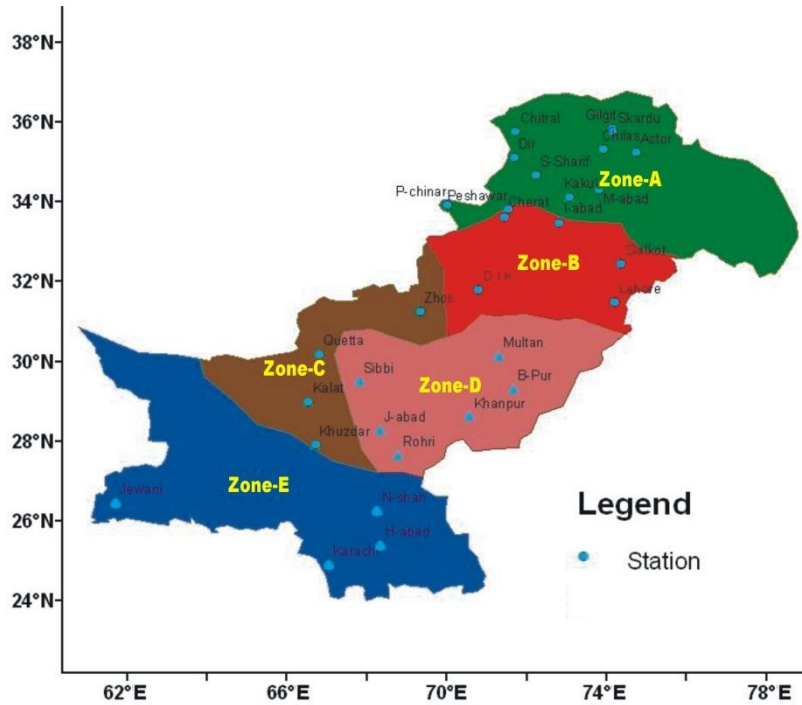 38°N
36°N
34°N
32°N
30°N
28°N
26°N
24°N
Chitral
Gilgit
Skardu
Dir
Chilas
Astor
S-Sharif
Zone-A
Kakul
M-abad
P-chinar
Peshawar
Cherat
I-abad
Zone-B
Sialkot
D.I.K
Lahore
Zhob
Quetta
Sibbi
Multan
Zone-C
Zone-D
B-Pur
Kalat
Khanpur
J-abad
Khuzdar
Rohri
Zone-E
Jewani
N-shah
H-abad
Karachi
Legend
Station
62°E
66°E
70°E
74°E
78°E